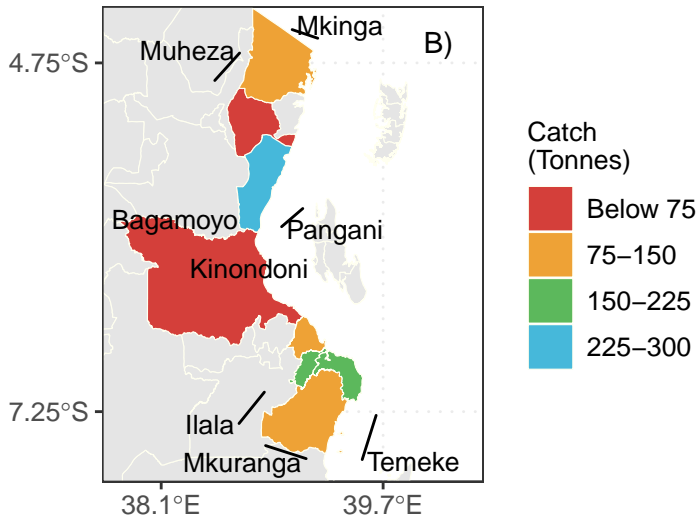 Mkinga
B)
Muheza
4.75°S
Catch
(Tonnes)
Below 75
Bagamoyo
Pangani
75–150
Kinondoni
150–225
225–300
7.25°S
Ilala
Mkuranga
Temeke
38.1°E
39.7°E